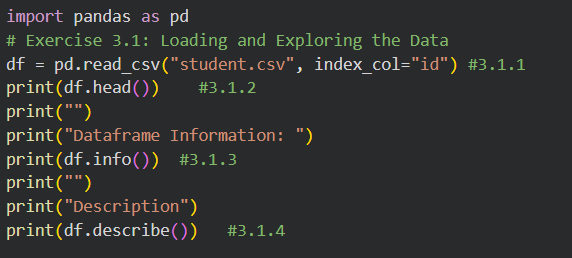 import pandas as pd
# Exercise 3.1: Loading and Exploring the Data
df = pd.read_csv("student.csv", index_col="id") #3.1.1
print(df.head())    #3.1.2
print("")
print("Dataframe Information: ")
print(df.info())  #3.1.3
print("")
print("Description")
print(df.describe())   #3.1.4